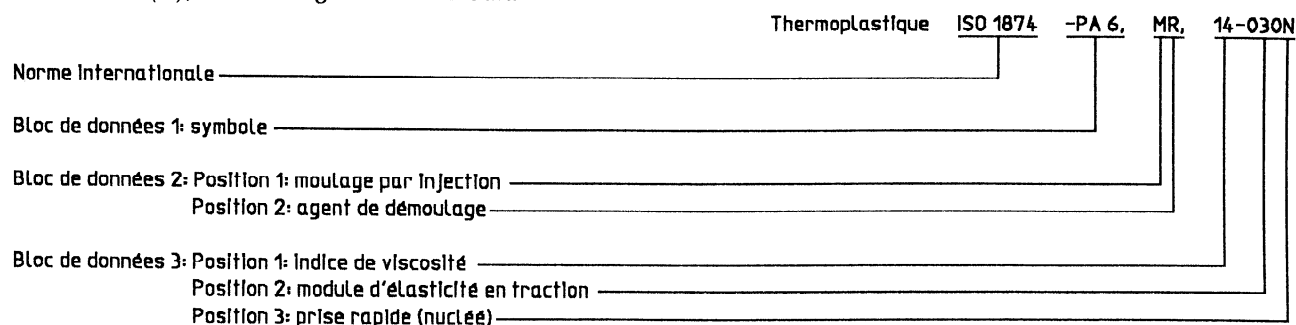 Thermoplastique ISO 1874 -PA 6, MR, 14-030N
Norme internationale
Bloc de données 1: symbole
Bloc de données 2: Position 1: moulage par injection
Position 2: agent de démoulage
Bloc de données 3: Position 1: indice de viscosité
Position 2: module d'élasticité en traction
Position 3: prise rapide (nucléé)